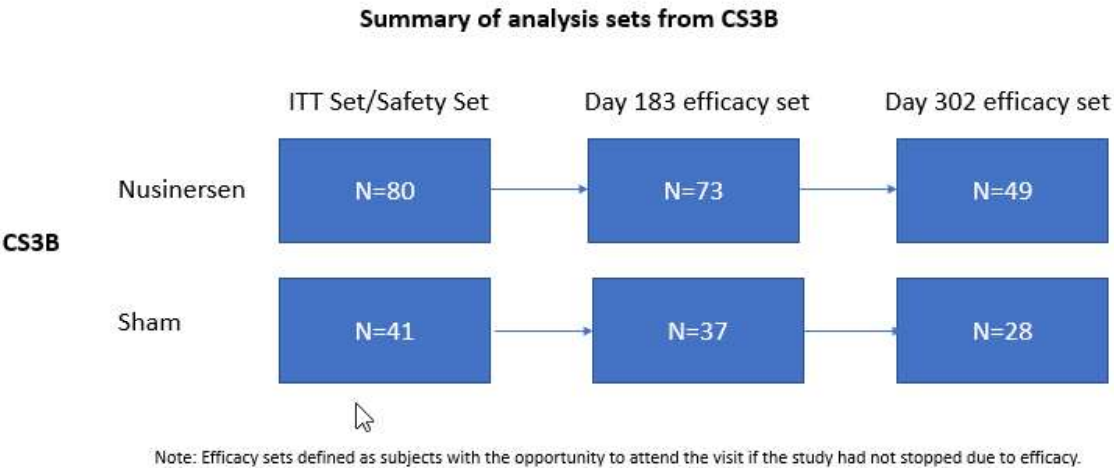 Summary of analysis sets from CS3B
ITT Set/Safety Set Day 183 efficacy set Day 302 efficacy set
Nusinersen N=80 N=73 N=49
CS3B
Sham N=41 N=37 N=28
Note: Efficacy sets defined as subjects with the opportunity to attend the visit if the study had not stopped due to efficacy.